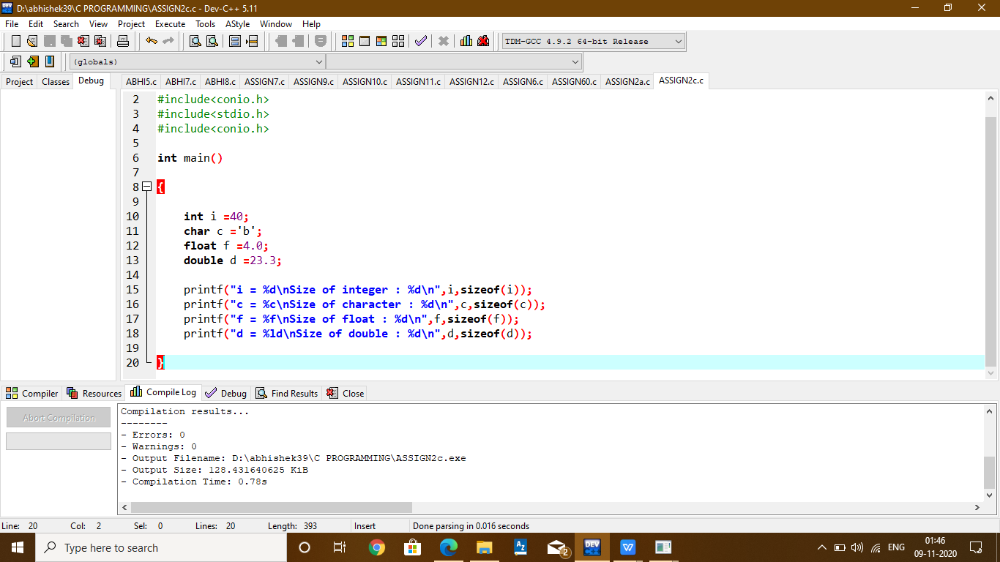 D:\abhishek39\C PROGRAMMING\ASSIGN2c.c - Dev-C++ 5.11
File Edit Search View Project Execute Tools AStyle Window Help
TDM-GCC 4.9.2 64-bit Release
(globals)
Project Classes Debug ABHI5.c ABHI7.c ABHI8.c ASSIGN7.c ASSIGN9.c ASSIGN10.c ASSIGN11.c ASSIGN12.c ASSIGN6.c ASSIGN60.c ASSIGN2a.c ASSIGN2c.c
2 #include<conio.h>
3 #include<stdio.h>
4 #include<conio.h>
5
6 int main()
7
8 {
9
10 int i =40;
11 char c ='b';
12 float f =4.0;
13 double d =23.3;
14
15 printf("i = %d\nSize of integer : %d\n",i,sizeof(i));
16 printf("c = %c\nSize of character : %d\n",c,sizeof(c));
17 printf("f = %f\nSize of float : %d\n",f,sizeof(f));
18 printf("d = %ld\nSize of double : %d\n",d,sizeof(d));
19
20 }
Compiler Resources Compile Log Debug Find Results Close
Abort Compilation
Compilation results...
--------
- Errors: 0
- Warnings: 0
- Output Filename: D:\abhishek39\C PROGRAMMING\ASSIGN2c.exe
- Output Size: 128.431640625 KiB
- Compilation Time: 0.78s
Line: 20 Col: 2 Sel: 0 Lines: 20 Length: 393 Insert Done parsing in 0.016 seconds
Type here to search
2
DEV
W
ENG
01:46
09-11-2020